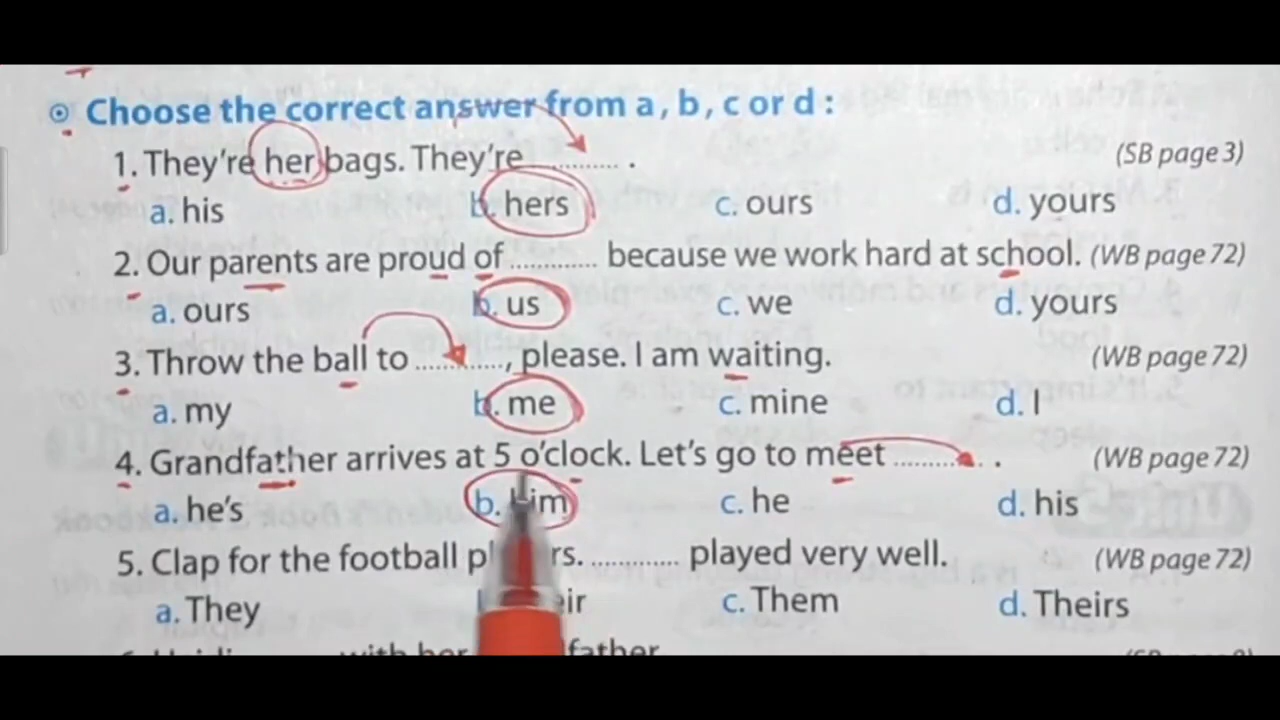 Choose the correct answer from a, b, c or d :
1. They're her bags. They're ............ . (SB page 3)
a. his b. hers c. ours d. yours
2. Our parents are proud of ............ because we work hard at school. (WB page 72)
a. ours b. us c. we d. yours
3. Throw the ball to ............, please. I am waiting. (WB page 72)
a. my b. me c. mine d. I
4. Grandfather arrives at 5 o'clock. Let's go to meet ............ . (WB page 72)
a. he's b. him c. he d. his
5. Clap for the football ............ played very well. (WB page 72)
a. They c. Them d. Theirs
with her